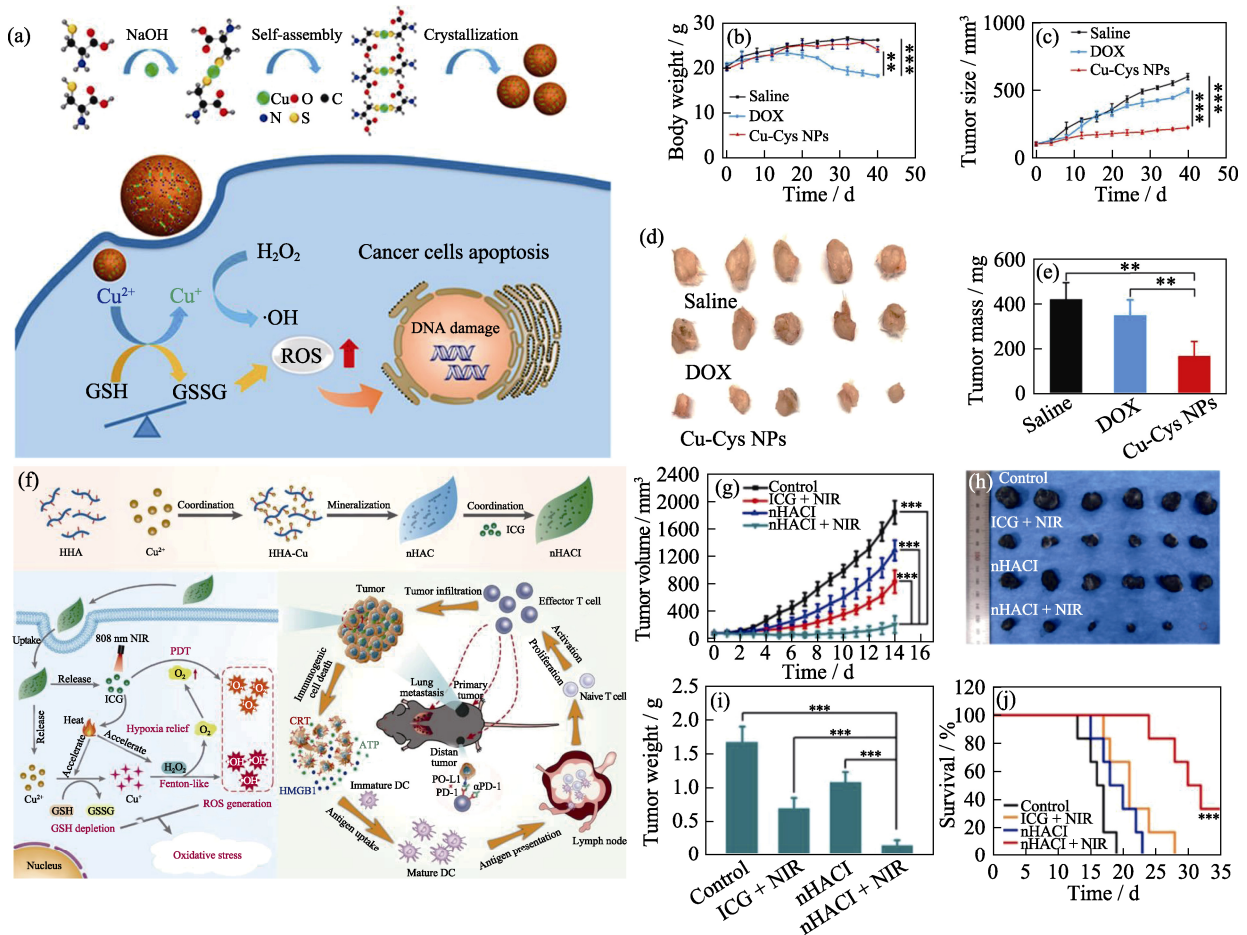 (a)
NaOH
Self-assembly
Crystallization
Cu O C
N S
Cu²⁺
Cu⁺
H₂O₂
·OH
GSH
GSSG
ROS
Cancer cells apoptosis
DNA damage
(b)
Body weight / g
30
20
10
0
Saline
DOX
Cu-Cys NPs
**
***
0 10 20 30 40 50
Time / d
(c)
Tumor size / mm³
1000
500
0
Saline
DOX
Cu-Cys NPs
***
***
0 10 20 30 40 50
Time / d
(d)
Saline
DOX
Cu-Cys NPs
(e)
Tumor mass / mg
600
400
200
0
**
**
Saline
DOX
Cu-Cys NPs
(f)
HHA
Cu²⁺
Coordination
HIHA-Cu
Mineralization
nHAC
Coordination
ICG
nHACI
Uptake
808 nm NIR
Release
ICG
PDT
O₂
Release
Heat
Hypoxia relief
O₂
Accelerate
Accelerate
H₂O₂
Fenton-like
Cu²⁺
Cu⁺
GSH
GSSG
GSH depletion
ROS generation
Oxidative stress
Nucleus
Tumor
Tumor infiltration
Effector T cell
Activation
Proliferation
Naive T cell
Immunogenic
cell death
Lung
metastasis
Primary
tumor
CRT
ATP
HMGB1
Distan
tumor
PO-L1
PD-1
αPD-1
Immature DC
Antigen uptake
Mature DC
Antigen presentation
Lymph node
(g)
Tumor volume / mm³
2400
2000
1600
1200
800
400
0
Control
ICG + NIR
nHACI
nHACI + NIR
***
***
***
0 2 4 6 8 10 12 14 16
Time / d
(h)
Control
ICG + NIR
nHACI
nHACI + NIR
(i)
Tumor weight / g
2.5
2.0
1.5
1.0
0.5
0
***
***
***
Control
ICG + NIR
nHACI
nHACI + NIR
(j)
Survival / %
120
100
80
60
40
20
0
Control
ICG + NIR
nHACI
nHACI + NIR
***
0 5 10 15 20 25 30 35
Time / d